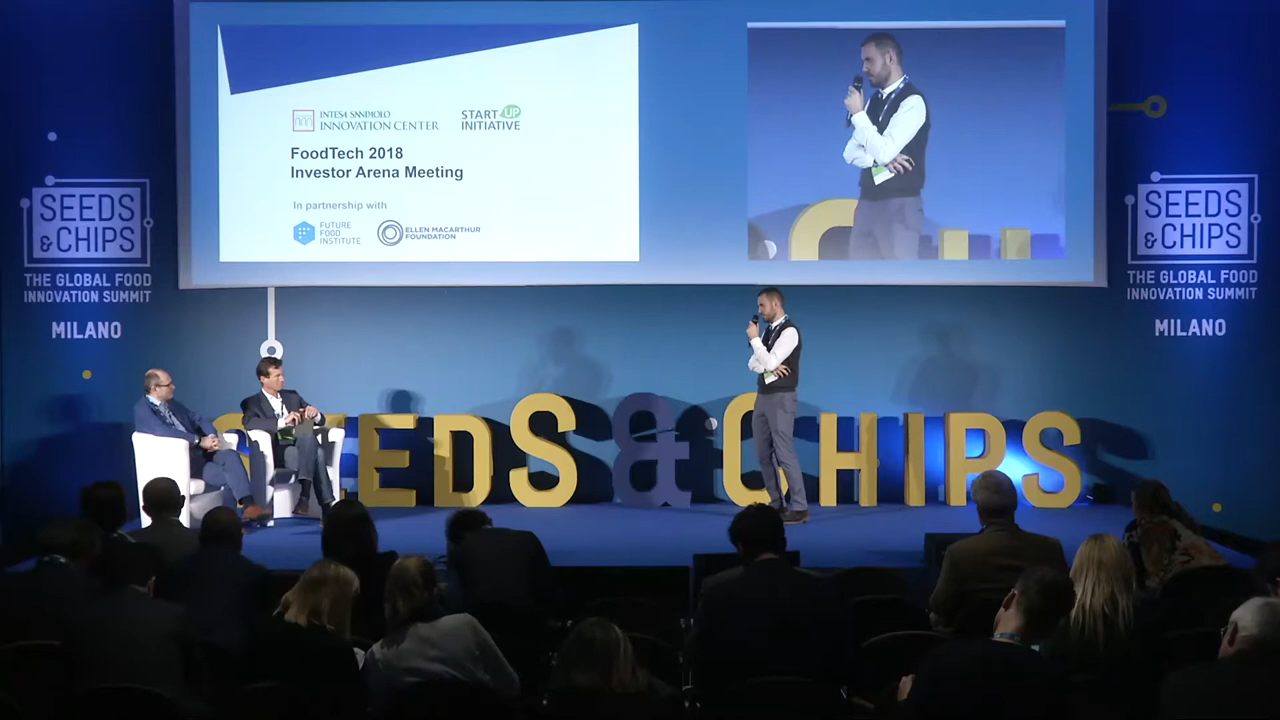 INTESA SANPAOLO
INNOVATION CENTER
START UP
INITIATIVE
FoodTech 2018
Investor Arena Meeting
In partnership with
FUTURE
FOOD
INSTITUTE
ELLEN MACARTHUR
FOUNDATION
SEEDS
&CHIPS
THE GLOBAL FOOD
INNOVATION SUMMIT
MILANO
SEEDS
&CHIPS
THE GLOBAL FOOD
INNOVATION SUMMIT
MILANO
SEEDS & CHIPS